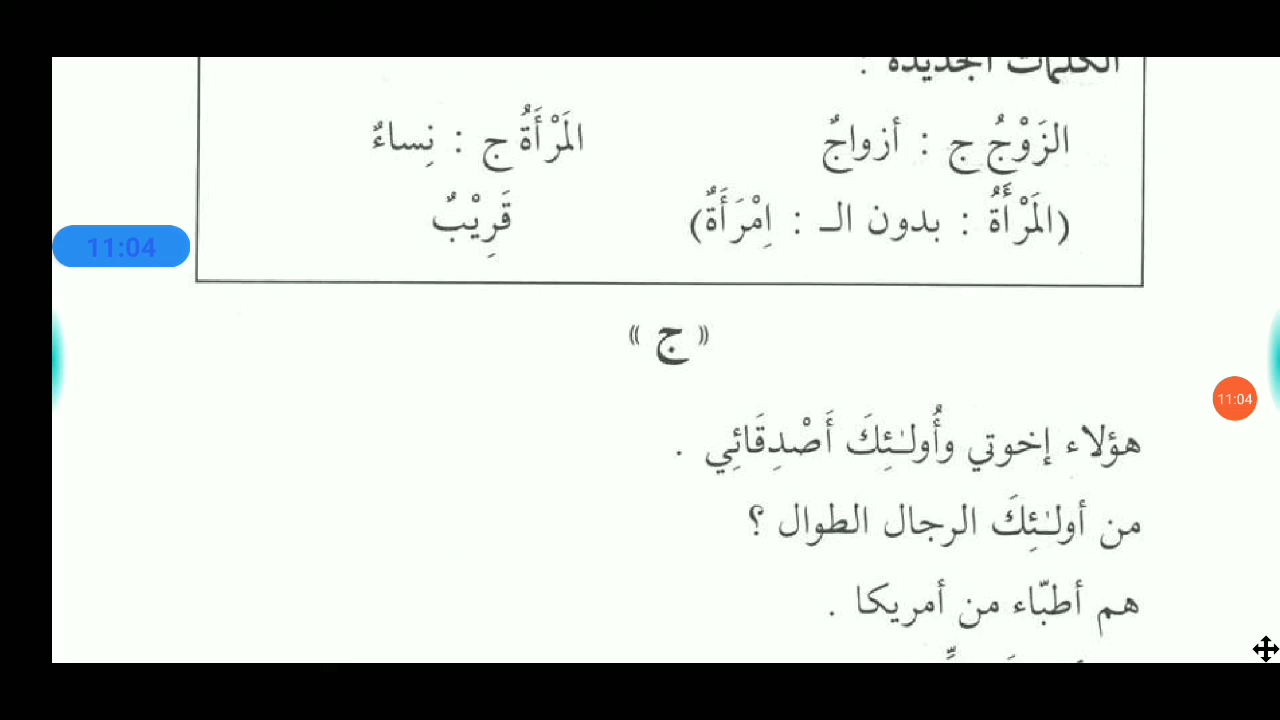 الكلمات الجديدة :
الزَوْجُ ج : أزواجٌ المَرْأَةُ ج : نِساءٌ
(المَرْأَةُ : بدون الـ : اِمْرَأَةٌ) قَرِيْبٌ
« ج »
هؤلاء إخوتي وأُولـٰئِكَ أَصْدِقَائِي .
من أولـٰئِكَ الرجال الطوال ؟
هم أطبّاء من أمريكا .
11:04
11:04